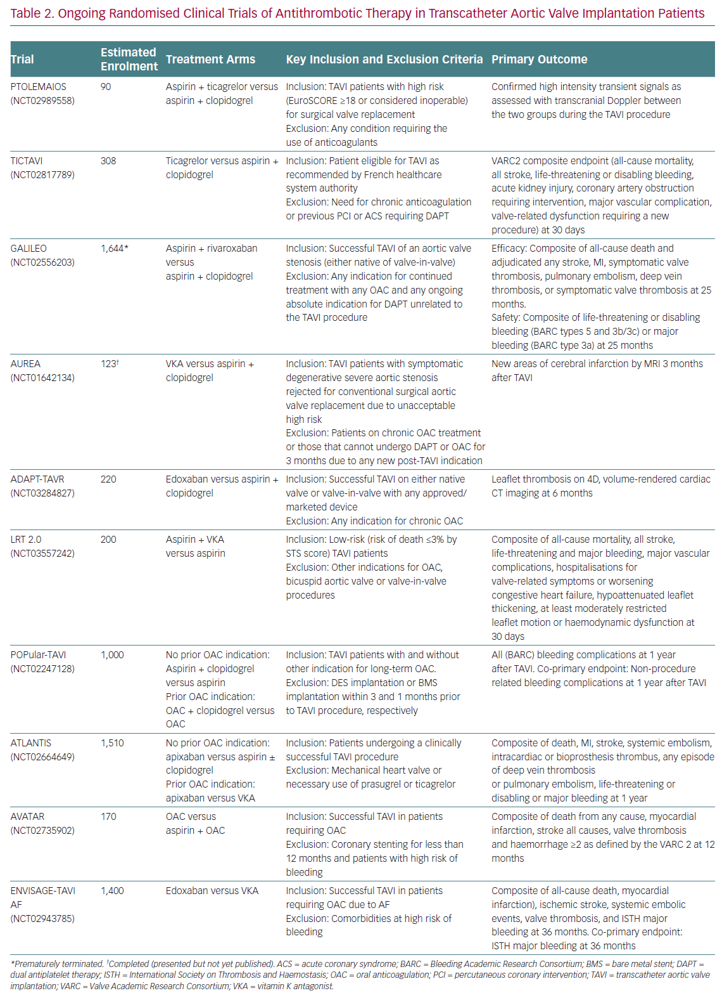 Table 2. Ongoing Randomised Clinical Trials of Antithrombotic Therapy in Transcatheter Aortic Valve Implantation Patients
Trial
Estimated
Enrolment
Treatment Arms
Key Inclusion and Exclusion Criteria
Primary Outcome
PTOLEMAIOS
(NCT02989558)
90
Aspirin + ticagrelor versus
aspirin + clopidogrel
Inclusion: TAVI patients with high risk
(EuroSCORE ≥18 or considered inoperable)
for surgical valve replacement
Exclusion: Any condition requiring the
use of anticoagulants
Confirmed high intensity transient signals as
assessed with transcranial Doppler between
the two groups during the TAVI procedure
TICTAVI
(NCT02817789)
308
Ticagrelor versus aspirin +
clopidogrel
Inclusion: Patient eligible for TAVI as
recommended by French healthcare
system authority
Exclusion: Need for chronic anticoagulation
or previous PCI or ACS requiring DAPT
VARC2 composite endpoint (all-cause mortality,
all stroke, life-threatening or disabling bleeding,
acute kidney injury, coronary artery obstruction
requiring intervention, major vascular complication,
valve-related dysfunction requiring a new
procedure) at 30 days
GALILEO
(NCT02556203)
1,644*
Aspirin + rivaroxaban
versus
aspirin + clopidogrel
Inclusion: Successful TAVI of an aortic valve
stenosis (either native of valve-in-valve)
Exclusion: Any indication for continued
treatment with any OAC and any ongoing
absolute indication for DAPT unrelated to
the TAVI procedure
Efficacy: Composite of all-cause death and
adjudicated any stroke, MI, symptomatic valve
thrombosis, pulmonary embolism, deep vein
thrombosis, or symptomatic valve thrombosis at 25
months.
Safety: Composite of life-threatening or disabling
bleeding (BARC types 5 and 3b/3c) or major
bleeding (BARC type 3a) at 25 months
AUREA
(NCT01642134)
123†
VKA versus aspirin +
clopidogrel
Inclusion: TAVI patients with symptomatic
degenerative severe aortic stenosis
rejected for conventional surgical aortic
valve replacement due to unacceptable
high risk
Exclusion: Patients on chronic OAC treatment
or those that cannot undergo DAPT or OAC for
3 months due to any new post-TAVI indication
New areas of cerebral infarction by MRI 3 months
after TAVI
ADAPT-TAVR
(NCT03284827)
220
Edoxaban versus aspirin +
clopidogrel
Inclusion: Successful TAVI on either native
valve or valve-in-valve with any approved/
marketed device
Exclusion: Any indication for chronic OAC
Leaflet thrombosis on 4D, volume-rendered cardiac
CT imaging at 6 months
LRT 2.0
(NCT03557242)
200
Aspirin + VKA
versus aspirin
Inclusion: Low-risk (risk of death ≤3% by
STS score) TAVI patients
Exclusion: Other indications for OAC,
bicuspid aortic valve or valve-in-valve
procedures
Composite of all-cause mortality, all stroke,
life-threatening and major bleeding, major vascular
complications, hospitalisations for
valve-related symptoms or worsening
congestive heart failure, hypoattenuated leaflet
thickening, at least moderately restricted
leaflet motion or haemodynamic dysfunction at
30 days
POPular-TAVI
(NCT02247128)
1,000
No prior OAC indication:
Aspirin + clopidogrel
versus aspirin
Prior OAC indication:
OAC + clopidogrel versus
OAC
Inclusion: TAVI patients with and without
other indication for long-term OAC.
Exclusion: DES implantation or BMS
implantation within 3 and 1 months prior
to TAVI procedure, respectively
All (BARC) bleeding complications at 1 year
after TAVI. Co-primary endpoint: Non-procedure
related bleeding complications at 1 year after TAVI
ATLANTIS
(NCT02664649)
1,510
No prior OAC indication:
apixaban versus aspirin ±
clopidogrel
Prior OAC indication:
apixaban versus VKA
Inclusion: Patients undergoing a clinically
successful TAVI procedure
Exclusion: Mechanical heart valve or
necessary use of prasugrel or ticagrelor
Composite of death, MI, stroke, systemic embolism,
intracardiac or bioprosthesis thrombus, any episode
of deep vein thrombosis
or pulmonary embolism, life-threatening or
disabling or major bleeding at 1 year
AVATAR
(NCT02735902)
170
OAC versus
aspirin + OAC
Inclusion: Successful TAVI in patients
requiring OAC
Exclusion: Coronary stenting for less than
12 months and patients with high risk of
bleeding
Composite of death from any cause, myocardial
infarction, stroke all causes, valve thrombosis
and haemorrhage ≥2 as defined by the VARC 2 at 12
months
ENVISAGE-TAVI
AF
(NCT02943785)
1,400
Edoxaban versus VKA
Inclusion: Successful TAVI in patients
requiring OAC due to AF
Exclusion: Comorbidities at high risk of
bleeding
Composite of all-cause death, myocardial
infarction), ischemic stroke, systemic embolic
events, valve thrombosis, and ISTH major
bleeding at 36 months. Co-primary endpoint:
ISTH major bleeding at 36 months
*Prematurely terminated. †Completed (presented but not yet published). ACS = acute coronary syndrome; BARC = Bleeding Academic Research Consortium; BMS = bare metal stent; DAPT =
dual antiplatelet therapy; ISTH = International Society on Thrombosis and Haemostasis; OAC = oral anticoagulation; PCI = percutaneous coronary intervention; TAVI = transcatheter aortic valve
implantation; VARC = Valve Academic Research Consortium; VKA = vitamin K antagonist.